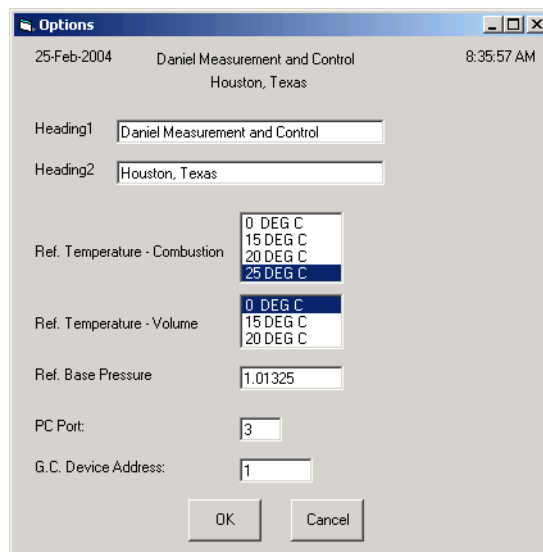 Options
25-Feb-2004 Daniel Measurement and Control 8:35:57 AM
Houston, Texas
Heading1 Daniel Measurement and Control
Heading2 Houston, Texas
Ref. Temperature - Combustion
0 DEG C
15 DEG C
20 DEG C
25 DEG C
Ref. Temperature - Volume
0 DEG C
15 DEG C
20 DEG C
Ref. Base Pressure 1.01325
PC Port: 3
G.C. Device Address: 1
OK Cancel